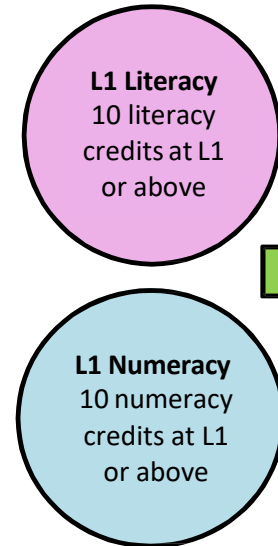 L1 Literacy
10 literacy
credits at L1
or above
L1 Numeracy
10 numeracy
credits at L1
or above